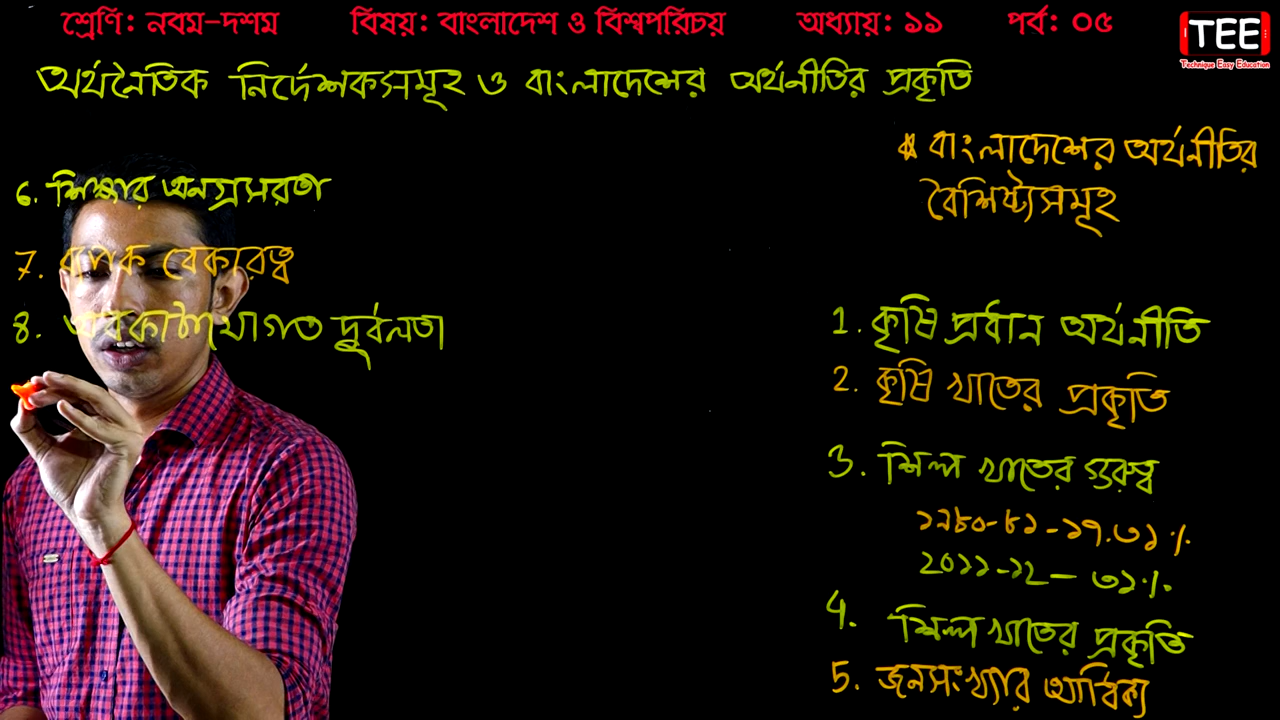 শ্রেণি: নবম-দশম বিষয়: বাংলাদেশ ও বিশ্বপরিচয় অধ্যায়: ১১ পর্ব: ০৫
TEE
Technique Easy Education
অর্থনৈতিক নির্দেশকসমূহ ও বাংলাদেশের অর্থনীতির প্রকৃতি
* বাংলাদেশের অর্থনীতির
বৈশিষ্ট্যসমূহ
1. কৃষি প্রধান অর্থনীতি
2. কৃষি খাতের প্রকৃতি
3. শিল্প খাতের গুরুত্ব
১৯৮০-৮১ - ১৭.৩১%
২০১১-১২ - ৩১%
4. শিল্প খাতের প্রকৃতি
5. জনসংখ্যার আধিক্য
6. শিক্ষার অনগ্রসরতা
7. ব্যাপক বেকারত্ব
8. অবকাঠামোগত দুর্বলতা